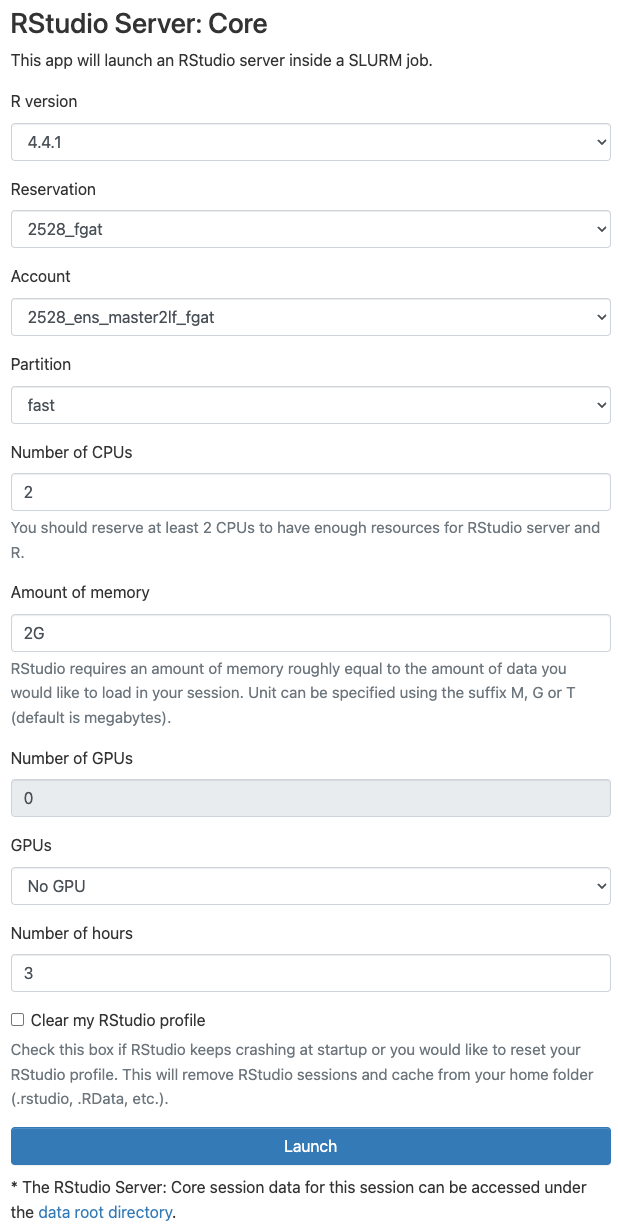 RStudio Server: Core
This app will launch an RStudio server inside a SLURM job.
R version
4.4.1
Reservation
2528_fgat
Account
2528_ens_master2lf_fgat
Partition
fast
Number of CPUs
2
You should reserve at least 2 CPUs to have enough resources for RStudio server and
R.
Amount of memory
2G
RStudio requires an amount of memory roughly equal to the amount of data you
would like to load in your session. Unit can be specified using the suffix M, G or T
(default is megabytes).
Number of GPUs
0
GPUs
No GPU
Number of hours
3
Clear my RStudio profile
Check this box if RStudio keeps crashing at startup or you would like to reset your
RStudio profile. This will remove RStudio sessions and cache from your home folder
(.rstudio, .RData, etc.).
Launch
* The RStudio Server: Core session data for this session can be accessed under
the data root directory.